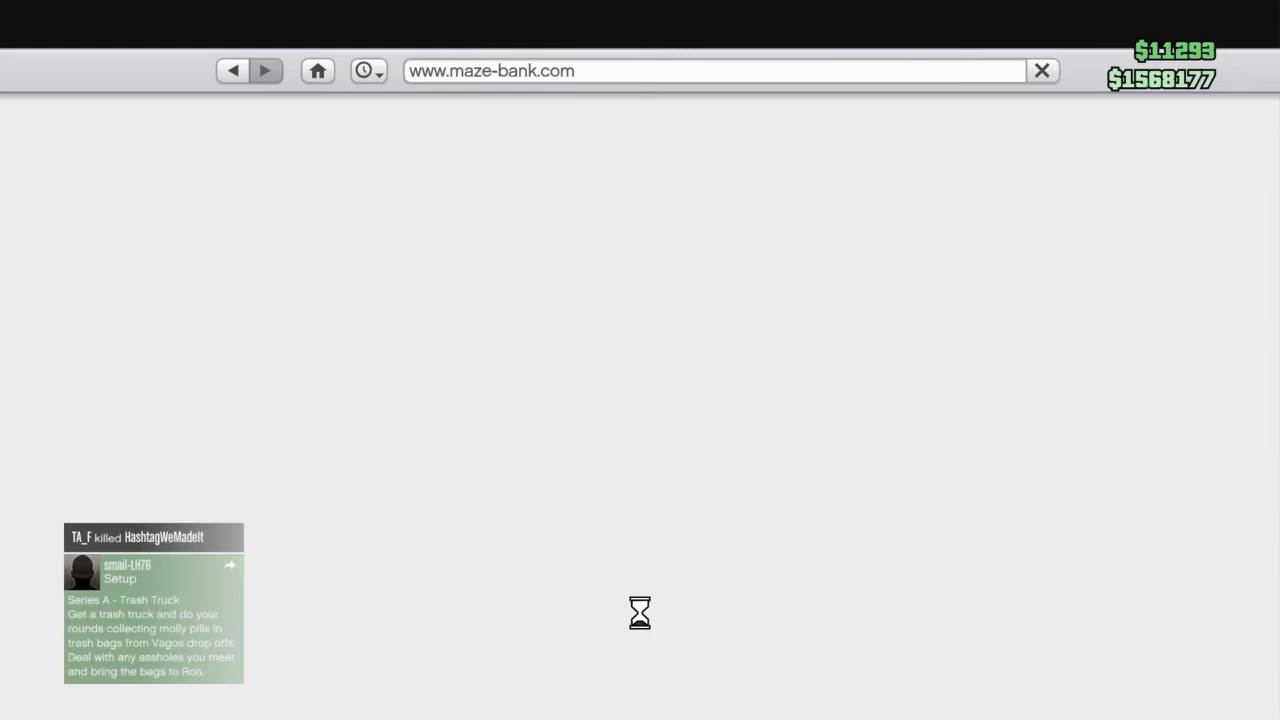 $11293
www.maze-bank.com
$1568177
TA_F killed HashtagWeMadeIt
smail-LH76
Setup
Series A - Trash Truck
Get a trash truck and do your
rounds collecting molly pills in
trash bags from Vagos drop offs.
Deal with any assholes you meet
and bring the bags to Ron.